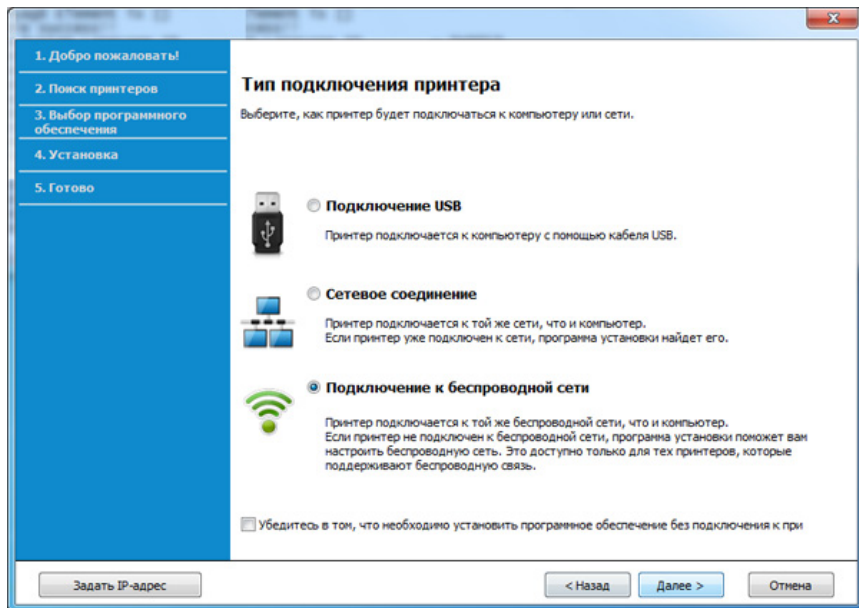 1. Добро пожаловать!
2. Поиск принтеров
3. Выбор программного
обеспечения
4. Установка
5. Готово
Тип подключения принтера
Выберите, как принтер будет подключаться к компьютеру или сети.
Подключение USB
Принтер подключается к компьютеру с помощью кабеля USB.
Сетевое соединение
Принтер подключается к той же сети, что и компьютер.
Если принтер уже подключен к сети, программа установки найдет его.
Подключение к беспроводной сети
Принтер подключается к той же беспроводной сети, что и компьютер.
Если принтер не подключен к беспроводной сети, программа установки поможет вам
настроить беспроводную сеть. Это доступно только для тех принтеров, которые
поддерживают беспроводную связь.
Убедитесь в том, что необходимо установить программное обеспечение без подключения к при
Задать IP-адрес
< Назад
Далее >
Отмена